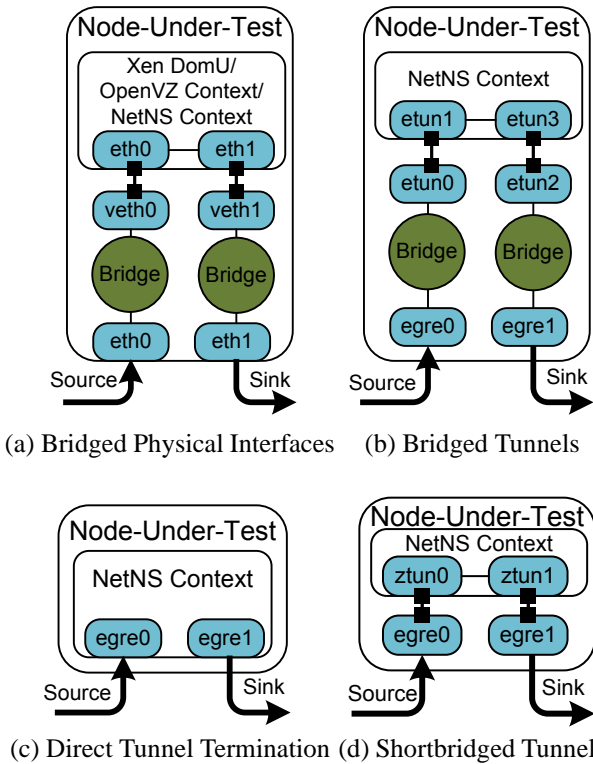 Node-Under-Test
Xen DomU/
OpenVZ Context/
NetNS Context
eth0 eth1
veth0 veth1
Bridge Bridge
eth0 eth1
Source Sink
(a) Bridged Physical Interfaces
Node-Under-Test
NetNS Context
etun1 etun3
etun0 etun2
Bridge Bridge
egre0 egre1
Source Sink
(b) Bridged Tunnels
Node-Under-Test
NetNS Context
egre0 egre1
Source Sink
(c) Direct Tunnel Termination
Node-Under-Test
NetNS Context
ztun0 ztun1
egre0 egre1
Source Sink
(d) Shortbridged Tunnel